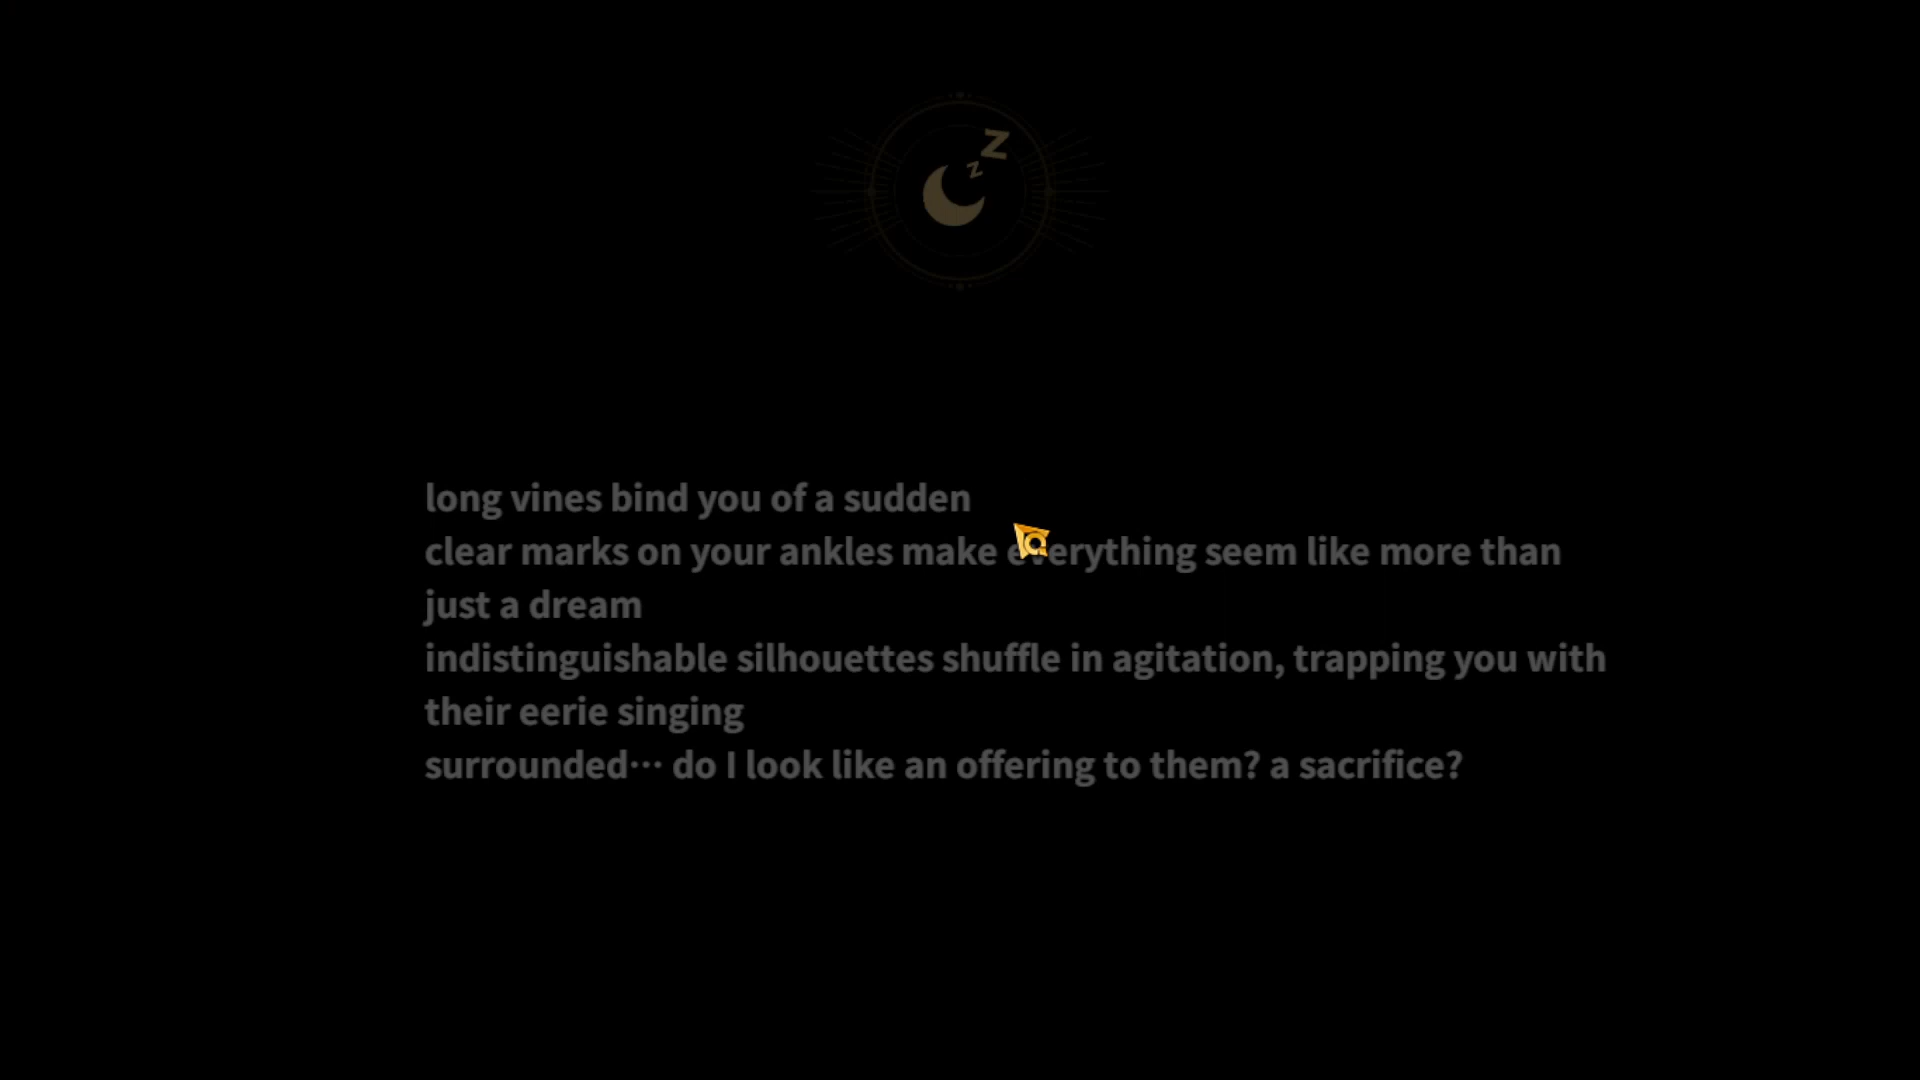 z Z
long vines bind you of a sudden
clear marks on your ankles make everything seem like more than
just a dream
indistinguishable silhouettes shuffle in agitation, trapping you with
their eerie singing
surrounded··· do I look like an offering to them? a sacrifice?